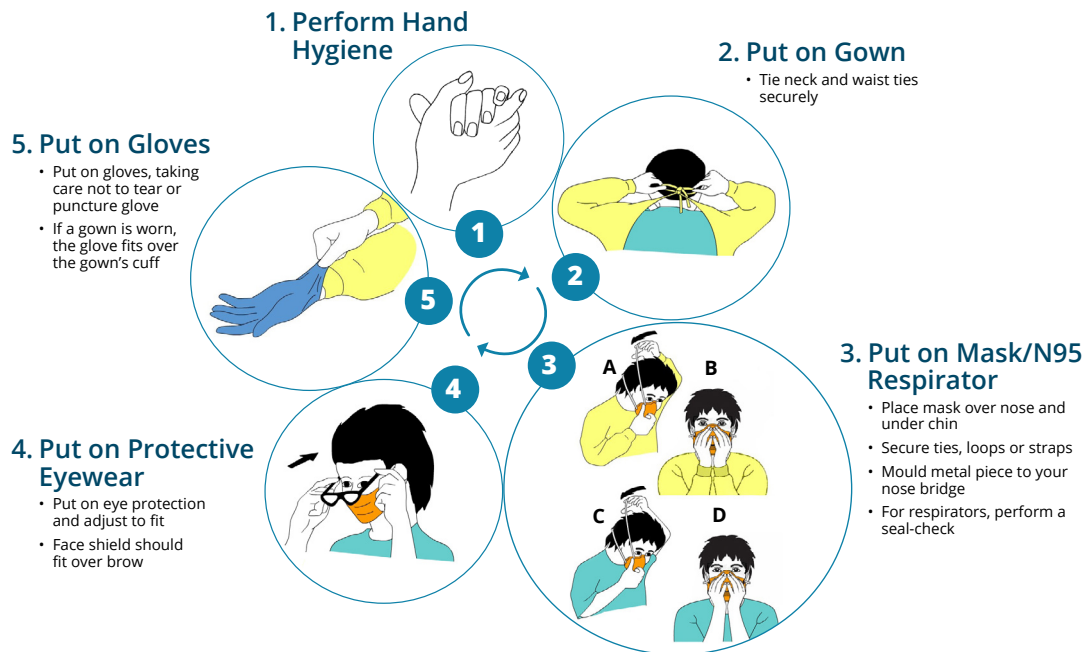 1. Perform Hand
Hygiene
1
2. Put on Gown
• Tie neck and waist ties
securely
2
3. Put on Mask/N95
Respirator
• Place mask over nose and
under chin
• Secure ties, loops or straps
• Mould metal piece to your
nose bridge
• For respirators, perform a
seal-check
3
A
B
C
D
4. Put on Protective
Eyewear
• Put on eye protection
and adjust to fit
• Face shield should
fit over brow
4
5. Put on Gloves
• Put on gloves, taking
care not to tear or
puncture glove
• If a gown is worn,
the glove fits over
the gown’s cuff
5